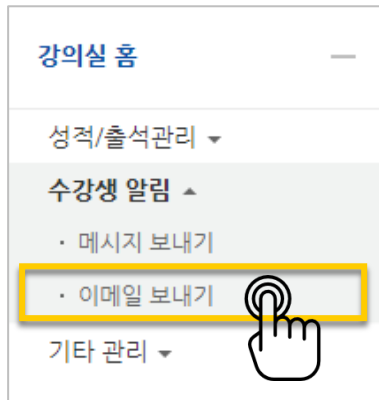 강의실 홈
성적/출석관리
수강생 알림
· 메시지 보내기
· 이메일 보내기
기타 관리